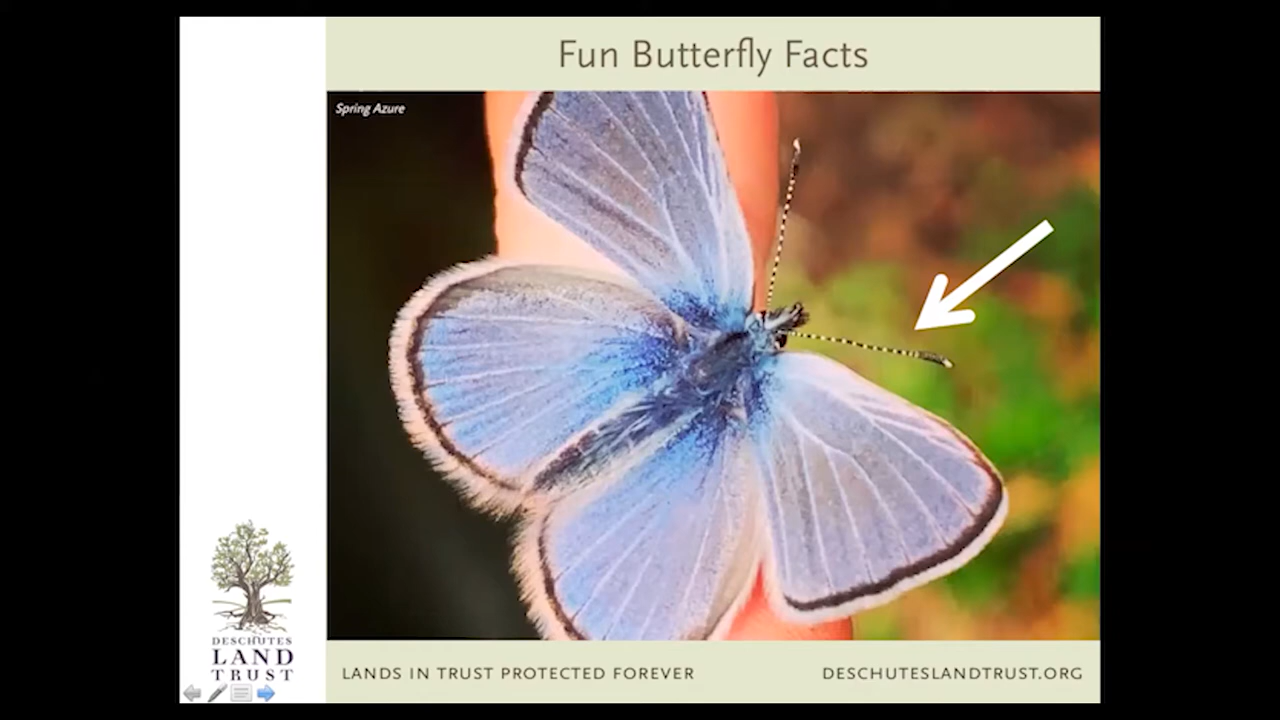 Fun Butterfly Facts
Spring Azure
DESCHUTES
LAND
TRUST
LANDS IN TRUST PROTECTED FOREVER
DESCHUTESLANDTRUST.ORG